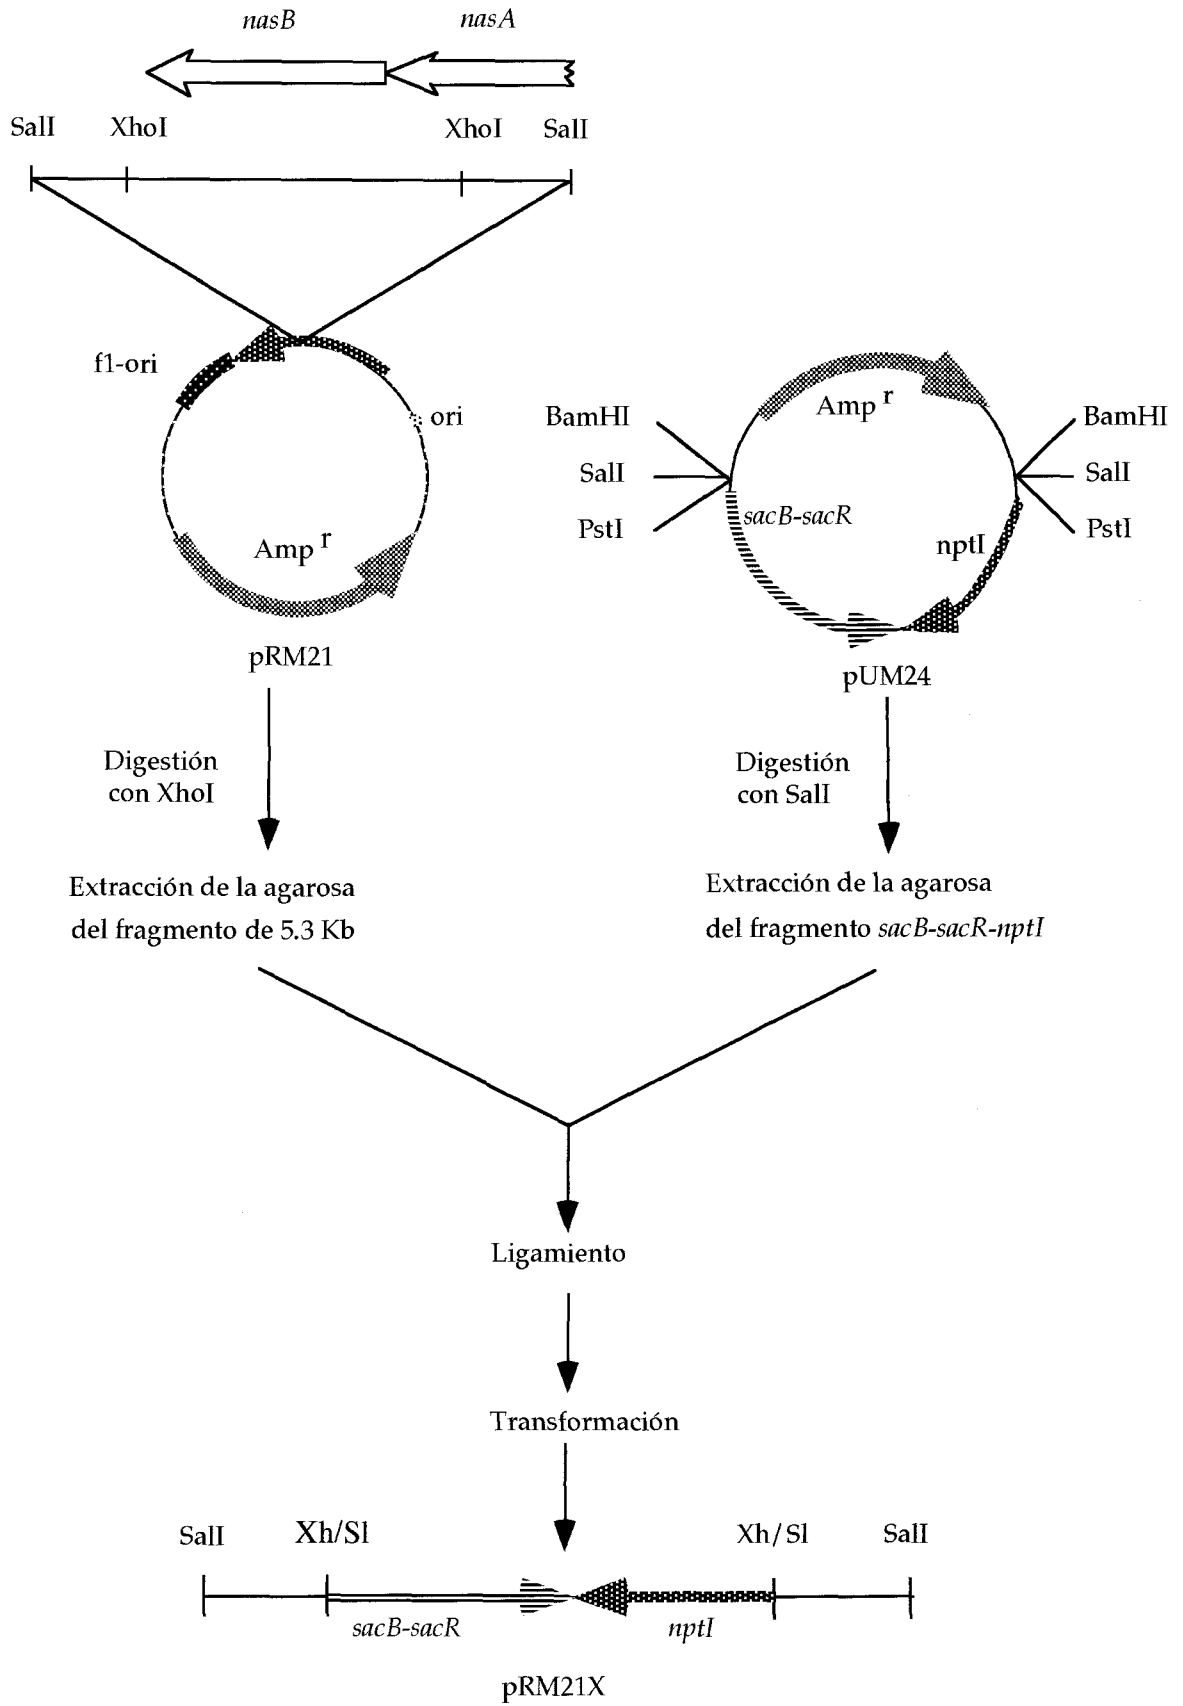 nasB
nasA
SalI
XhoI
XhoI
SalI
f1-ori
ori
Amp r
pRM21
Amp r
BamHI
SalI
PstI
BamHI
SalI
PstI
sacB-sacR
nptI
pUM24
Digestión
con XhoI
Digestión
con SalI
Extracción de la agarosa
del fragmento de 5.3 Kb
Extracción de la agarosa
del fragmento sacB-sacR-nptI
Ligamiento
Transformación
SalI
Xh/Sl
Xh/Sl
SalI
sacB-sacR
nptI
pRM21X